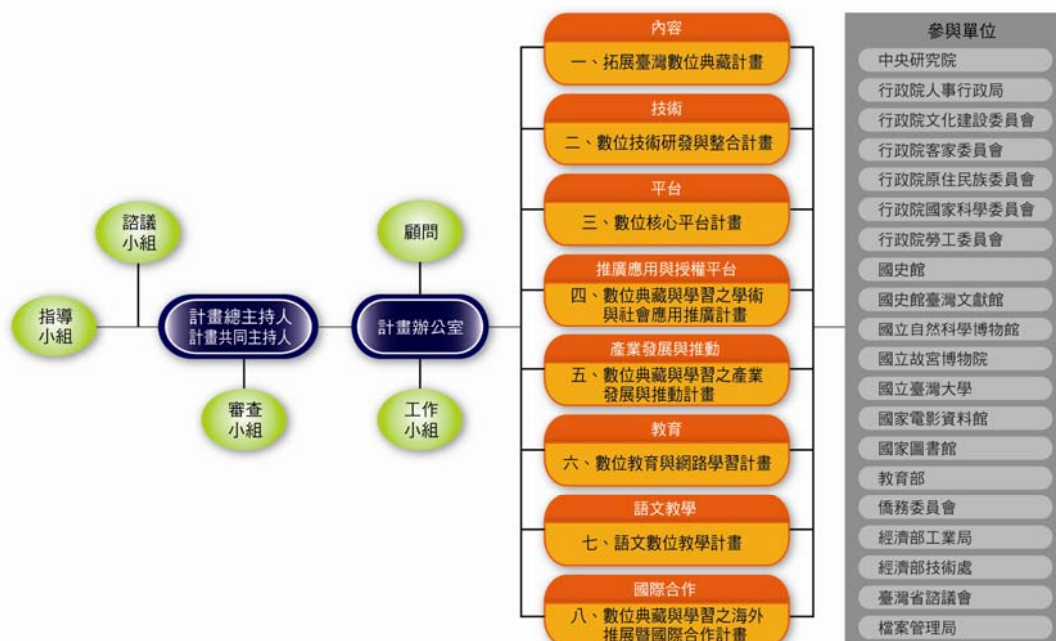 諮議
小組
指導
小組
計畫總主持人
計畫共同主持人
審查
小組
顧問
計畫辦公室
工作
小組
內容
一、拓展臺灣數位典藏計畫
技術
二、數位技術研發與整合計畫
平台
三、數位核心平台計畫
推廣應用與授權平台
四、數位典藏與學習之學術
與社會應用推廣計畫
產業發展與推動
五、數位典藏與學習之產業
發展與推動計畫
教育
六、數位教育與網路學習計畫
語文教學
七、語文數位教學計畫
國際合作
八、數位典藏與學習之海外
推展暨國際合作計畫
參與單位
中央研究院
行政院人事行政局
行政院文化建設委員會
行政院客家委員會
行政院原住民族委員會
行政院國家科學委員會
行政院勞工委員會
國史館
國史館臺灣文獻館
國立自然科學博物館
國立故宮博物院
國立臺灣大學
國家電影資料館
國家圖書館
教育部
僑務委員會
經濟部工業局
經濟部技術處
臺灣省諮議會
檔案管理局